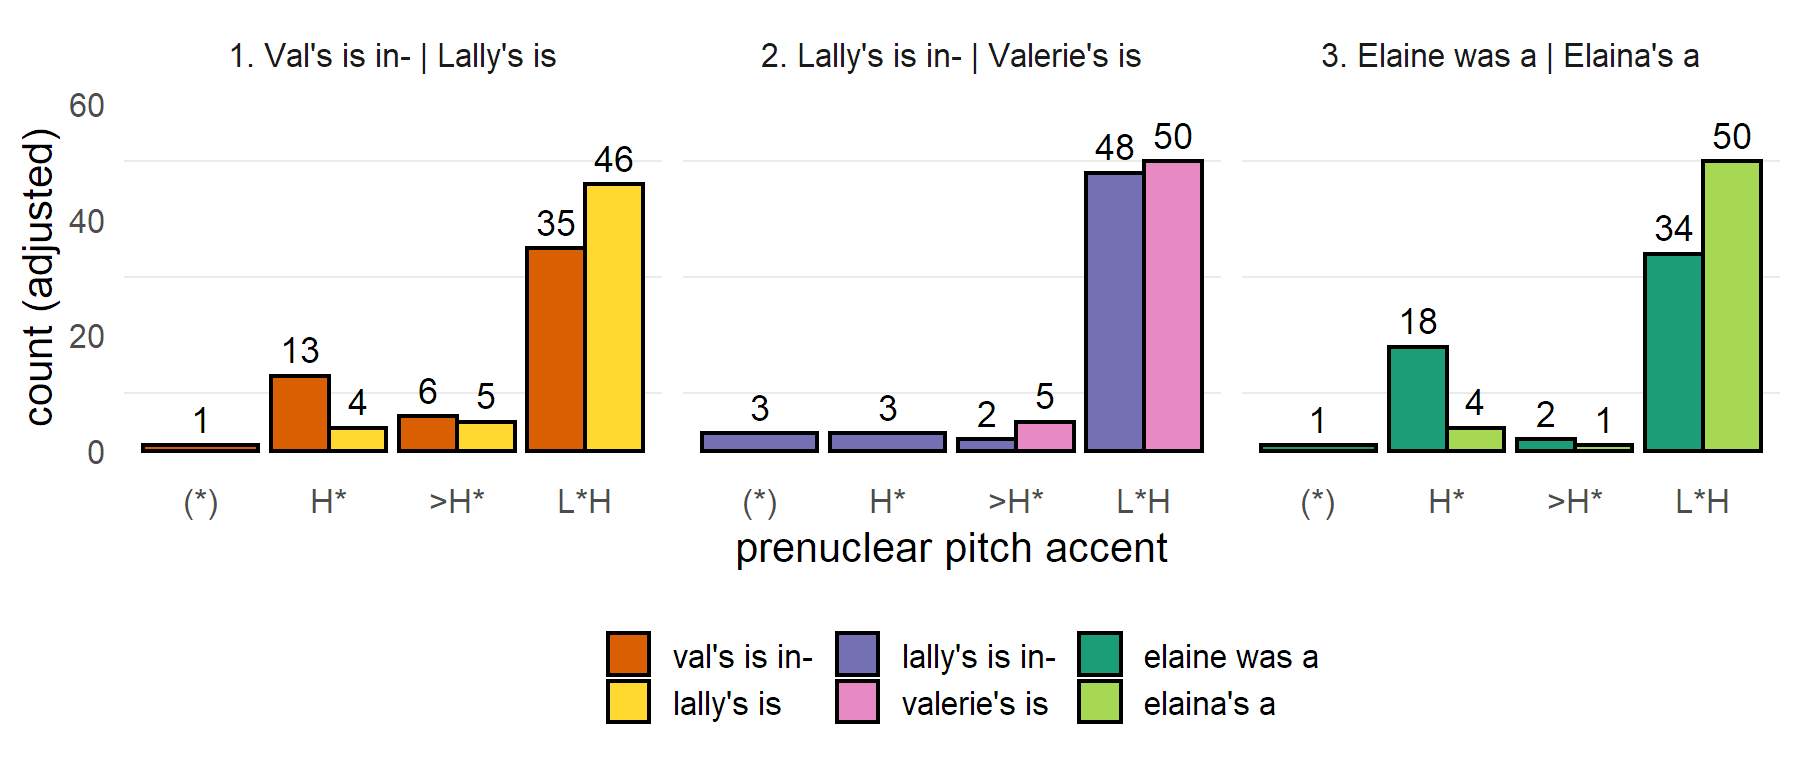 1. Val's is in- | Lally's is
2. Lally's is in- | Valerie's is
3. Elaine was a | Elaina's a
count (adjusted)
60
40
20
0
1
13
4
6
5
35
46
3
3
2
5
48
50
1
18
4
2
1
34
50
(*) H* >H* L*H
(*) H* >H* L*H
(*) H* >H* L*H
prenuclear pitch accent
val's is in- lally's is in- elaine was a
lally's is valerie's is elaina's a